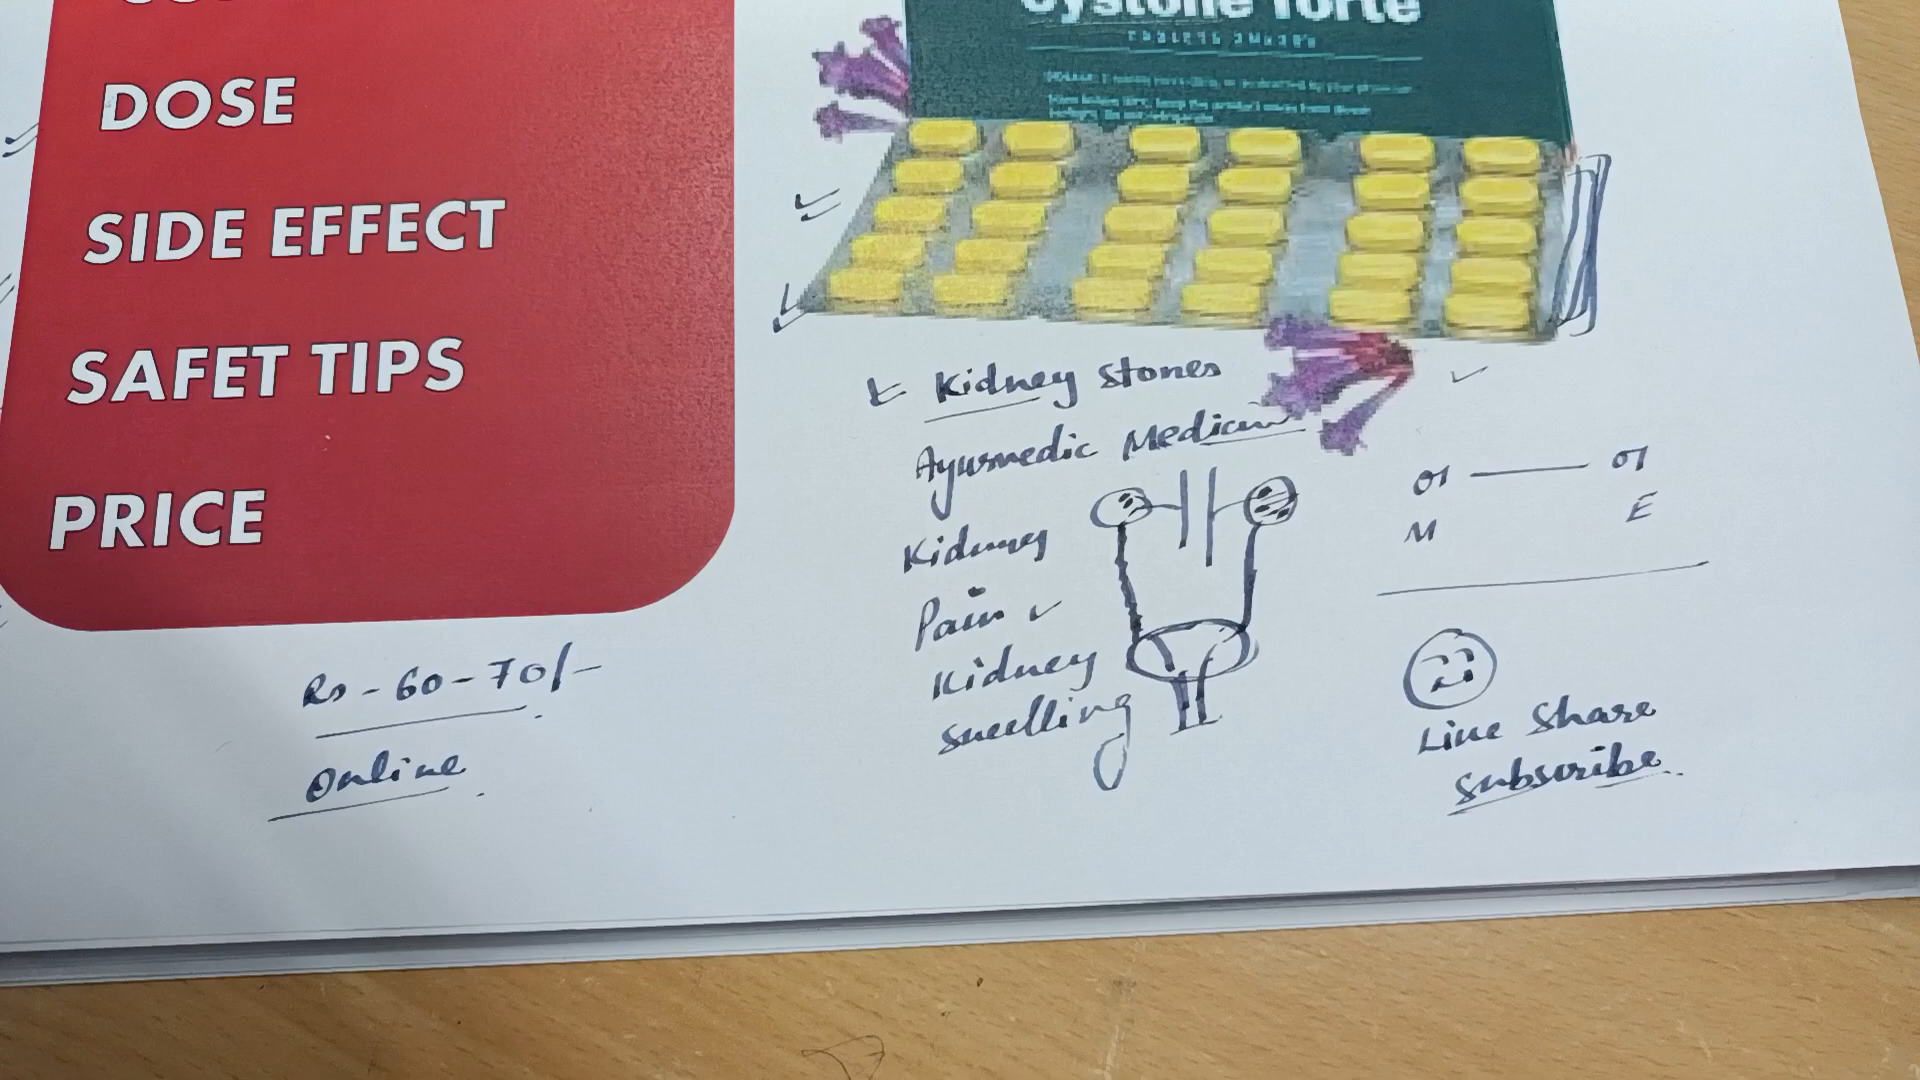 DOSE
SIDE EFFECT
SAFET TIPS
PRICE
Rs - 60 - 70/-
Online
Cystone forte
Kidney Stones
Ayurvedic Medicine
Kidney
Pain
Kidney
Swelling
01 — 01
M E
Like Share
Subscribe